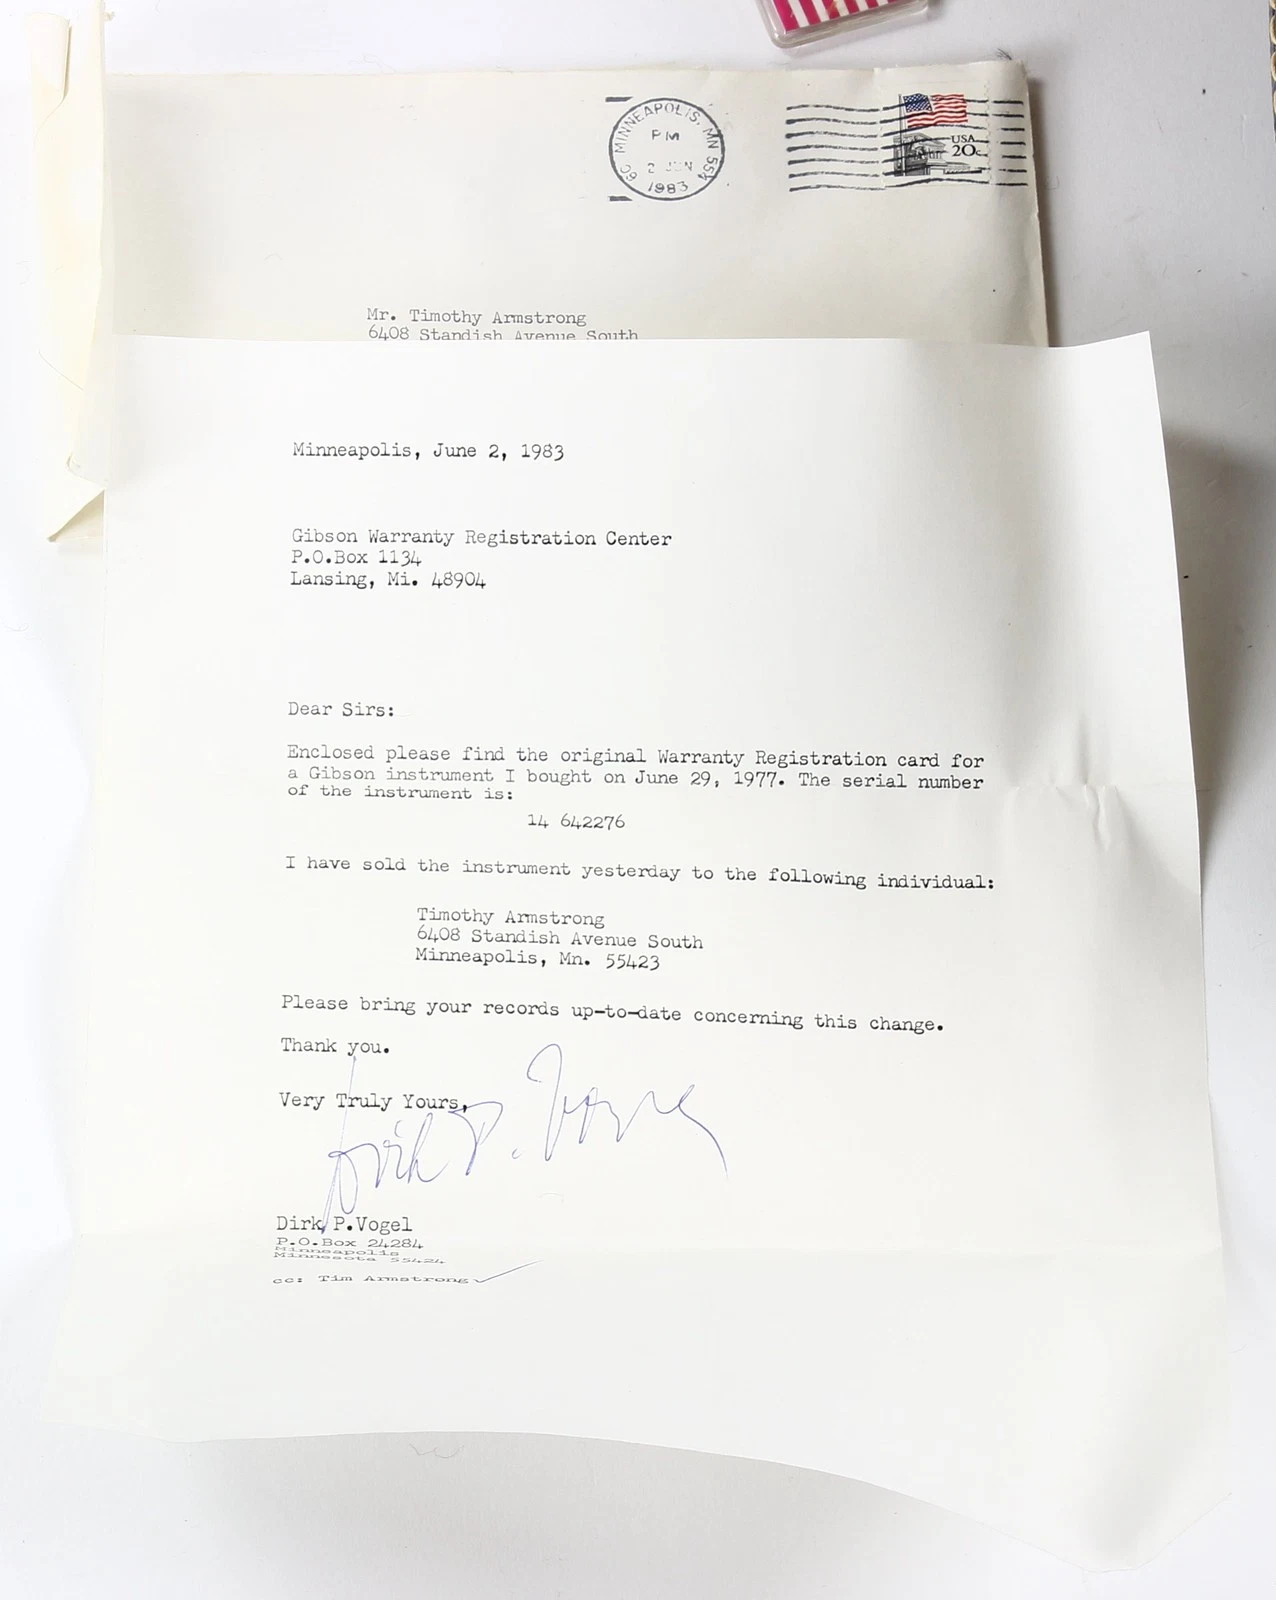 MINNEAPOLIS, MN
PM
2 JUN
1983
USA
20c
Mr. Timothy Armstrong
6408 Standish Avenue South
Minneapolis, June 2, 1983
Gibson Warranty Registration Center
P.O.Box 1134
Lansing, Mi. 48904
Dear Sirs:
Enclosed please find the original Warranty Registration card for
a Gibson instrument I bought on June 29, 1977. The serial number
of the instrument is:
14 642276
I have sold the instrument yesterday to the following individual:
Timothy Armstrong
6408 Standish Avenue South
Minneapolis, Mn. 55423
Please bring your records up-to-date concerning this change.
Thank you.
Very Truly Yours,
Dirk P. Vogel
Dirk P.Vogel
P.O.Box 24284
Minneapolis
Minnesota 55424
cc: Tim Armstrong